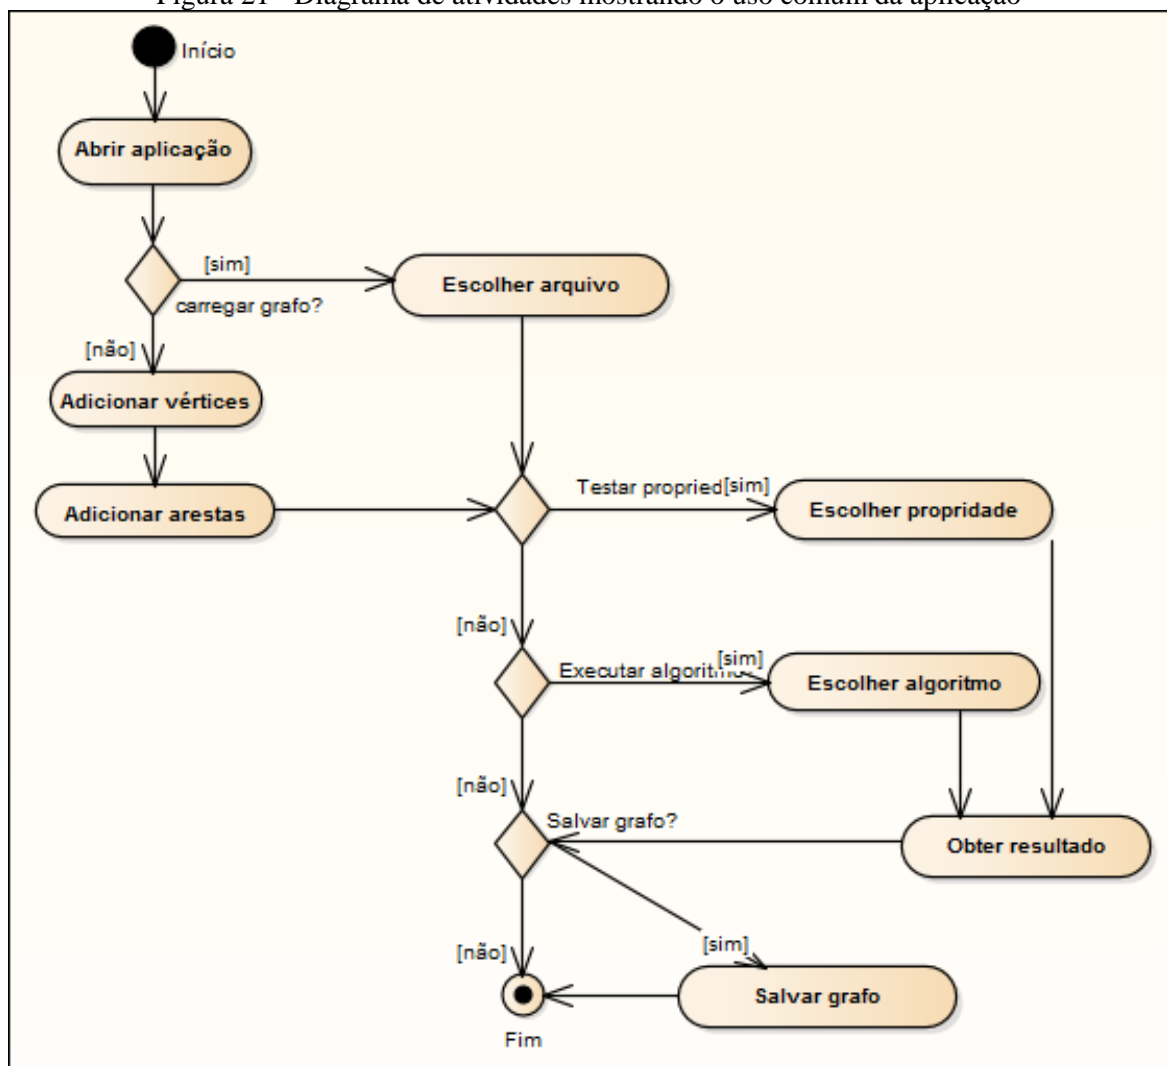 Figura 21 - Diagrama de atividades mostrando o uso comum da aplicação
Início
Abrir aplicação
[sim]
carregar grafo?
Escolher arquivo
[não]
Adicionar vértices
Adicionar arestas
Testar propried[sim]
Escolher propridade
[não]
[sim]
Executar algoritmo
Escolher algoritmo
[não]
Salvar grafo?
Obter resultado
[sim]
[não]
Salvar grafo
Fim